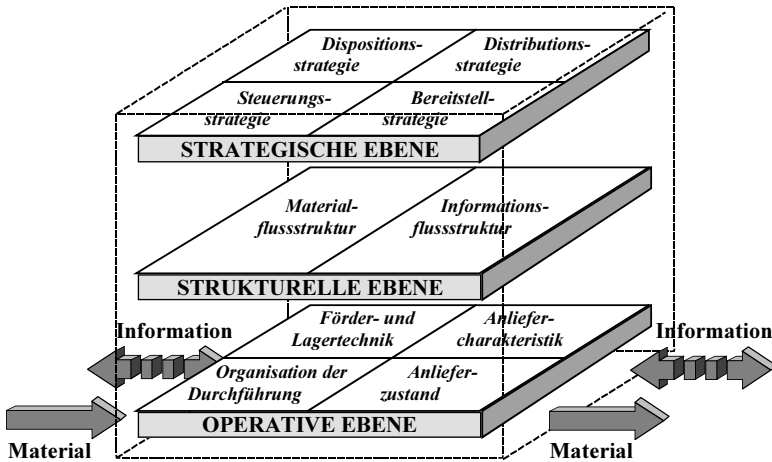 Dispositions-
strategie
Distributions-
strategie
Steuerungs-
strategie
Bereitstell-
strategie
STRATEGISCHE EBENE
Material-
flussstruktur
Informations-
flussstruktur
STRUKTURELLE EBENE
Information
Förder- und
Lagertechnik
Anliefer-
charakteristik
Information
Organisation der
Durchführung
Anliefer-
zustand
OPERATIVE EBENE
Material
Material